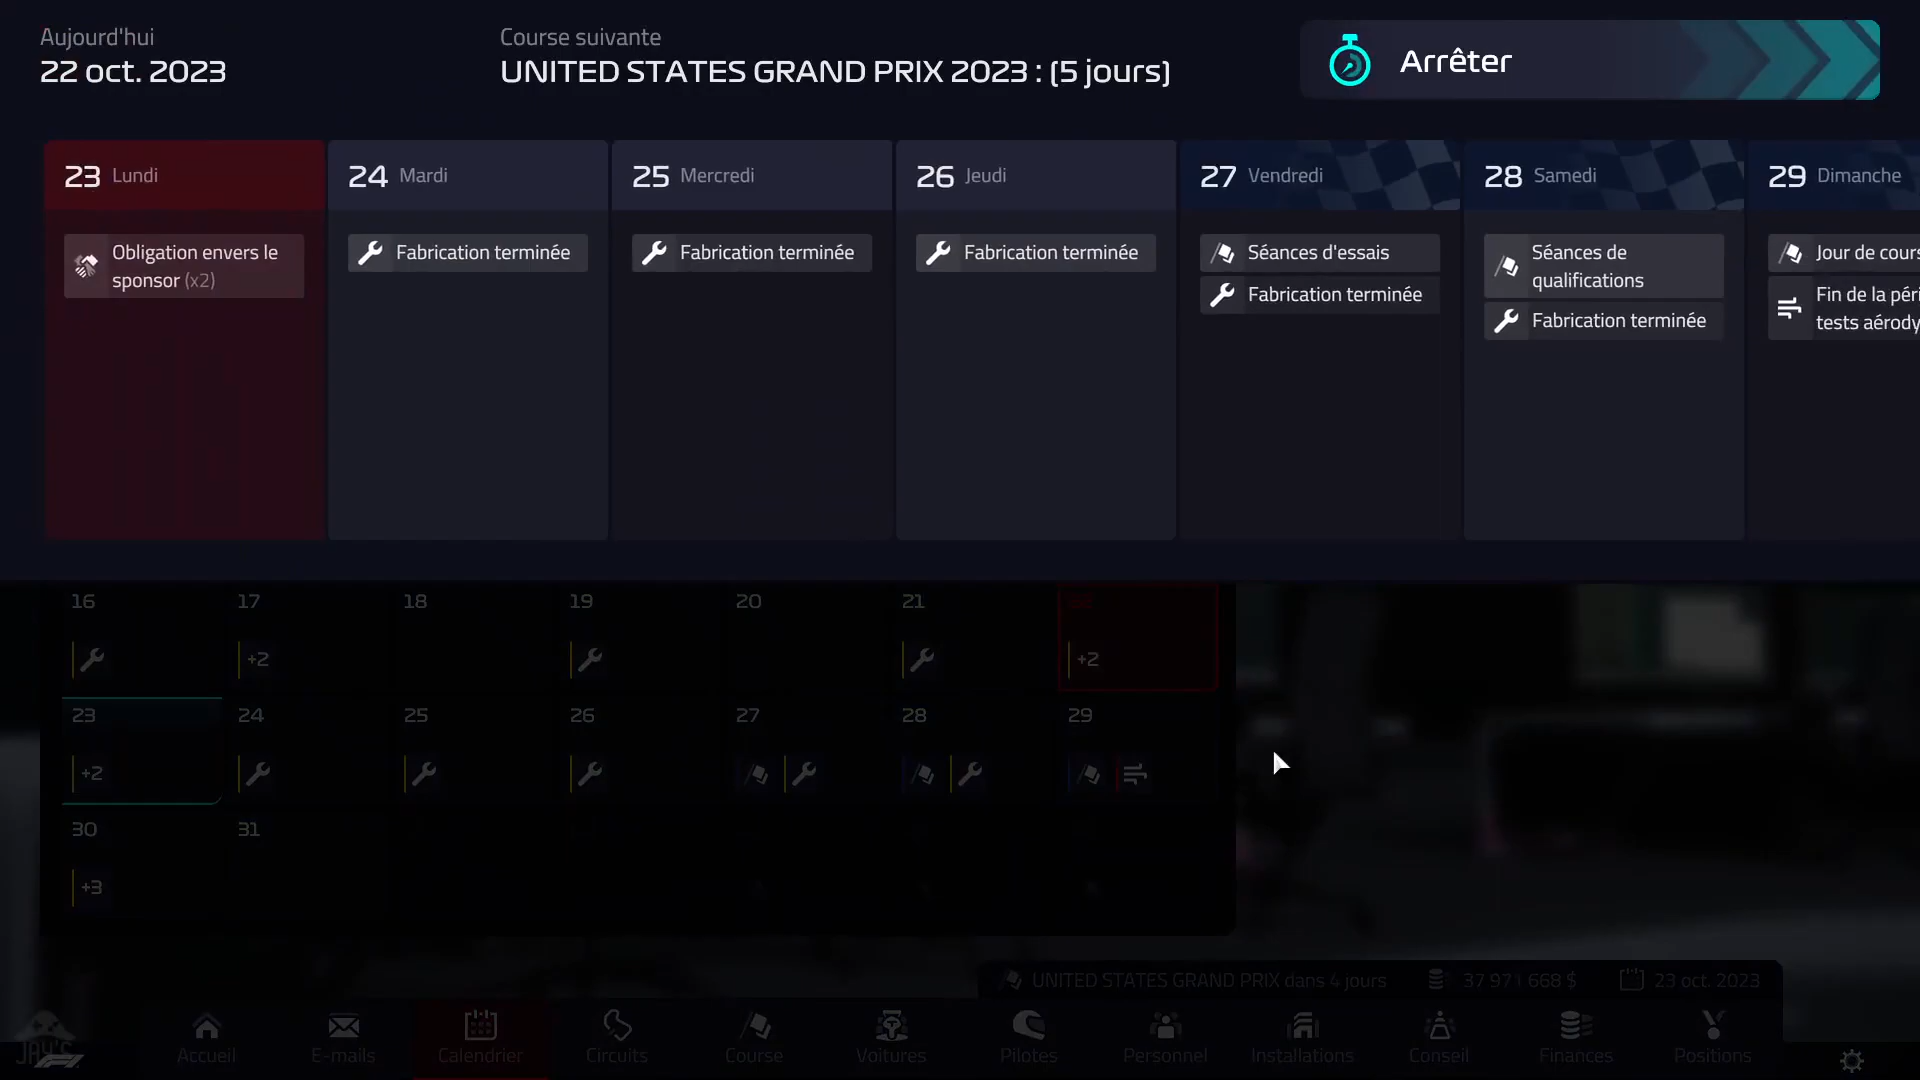 Aujourd'hui
22 oct. 2023
Course suivante
UNITED STATES GRAND PRIX 2023 : (5 jours)
Arrêter
23 Lundi
24 Mardi
25 Mercredi
26 Jeudi
27 Vendredi
28 Samedi
29 Dimanche
Obligation envers le
sponsor (x2)
Fabrication terminée
Fabrication terminée
Fabrication terminée
Séances d'essais
Fabrication terminée
Séances de
qualifications
Fabrication terminée
Jour de cours
Fin de la péri
tests aérody
16 17 18 19 20 21 22
+2 +2
23 24 25 26 27 28 29
+2
30 31
+3
UNITED STATES GRAND PRIX dans 4 jours 37 971 668 $ 23 oct. 2023
JAY'S
Accueil E-mails Calendrier Circuits Course Voitures Pilotes Personnel Installations Conseil Finances Positions